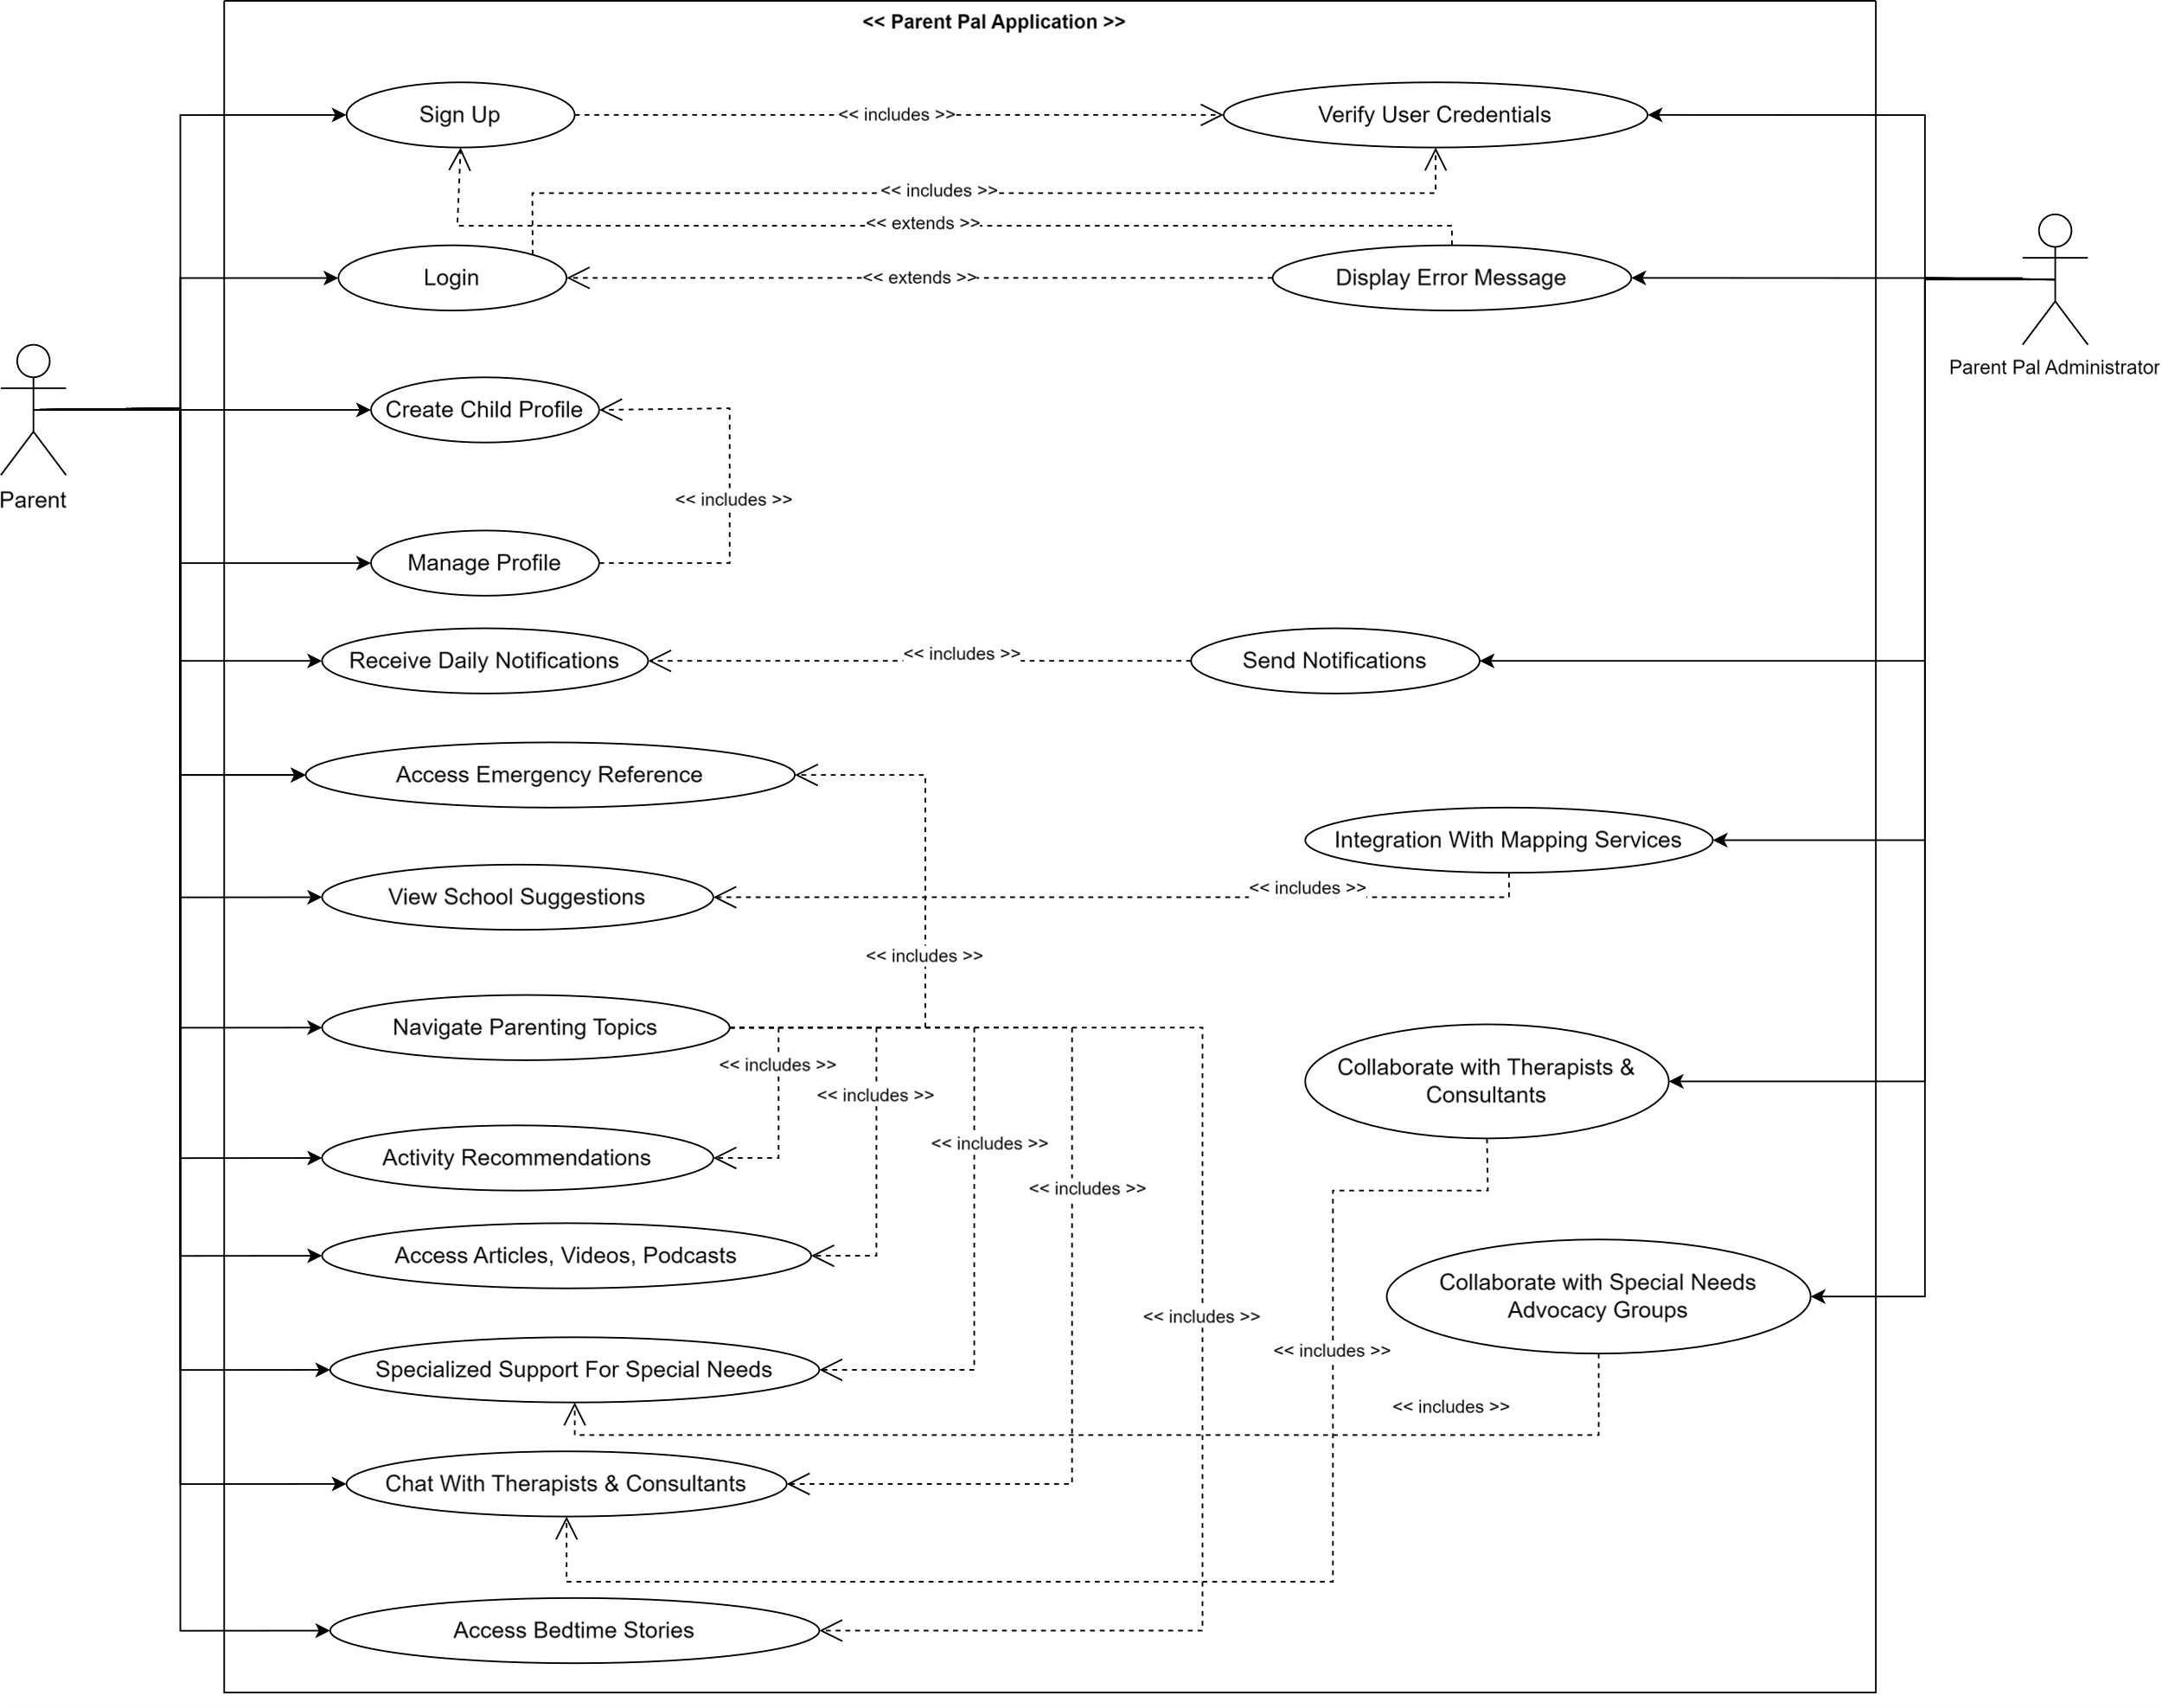 << Parent Pal Application >>
Sign Up
<< includes >>
Verify User Credentials
<< includes >>
<< extends >>
Login
<< extends >>
Display Error Message
Parent Pal Administrator
Create Child Profile
Parent
<< includes >>
Manage Profile
Receive Daily Notifications
<< includes >>
Send Notifications
Access Emergency Reference
Integration With Mapping Services
View School Suggestions
<< includes >>
<< includes >>
Navigate Parenting Topics
<< includes >>
Collaborate with Therapists &
Consultants
<< includes >>
<< includes >>
Activity Recommendations
<< includes >>
Access Articles, Videos, Podcasts
Collaborate with Special Needs
Advocacy Groups
<< includes >>
<< includes >>
Specialized Support For Special Needs
<< includes >>
Chat With Therapists & Consultants
Access Bedtime Stories